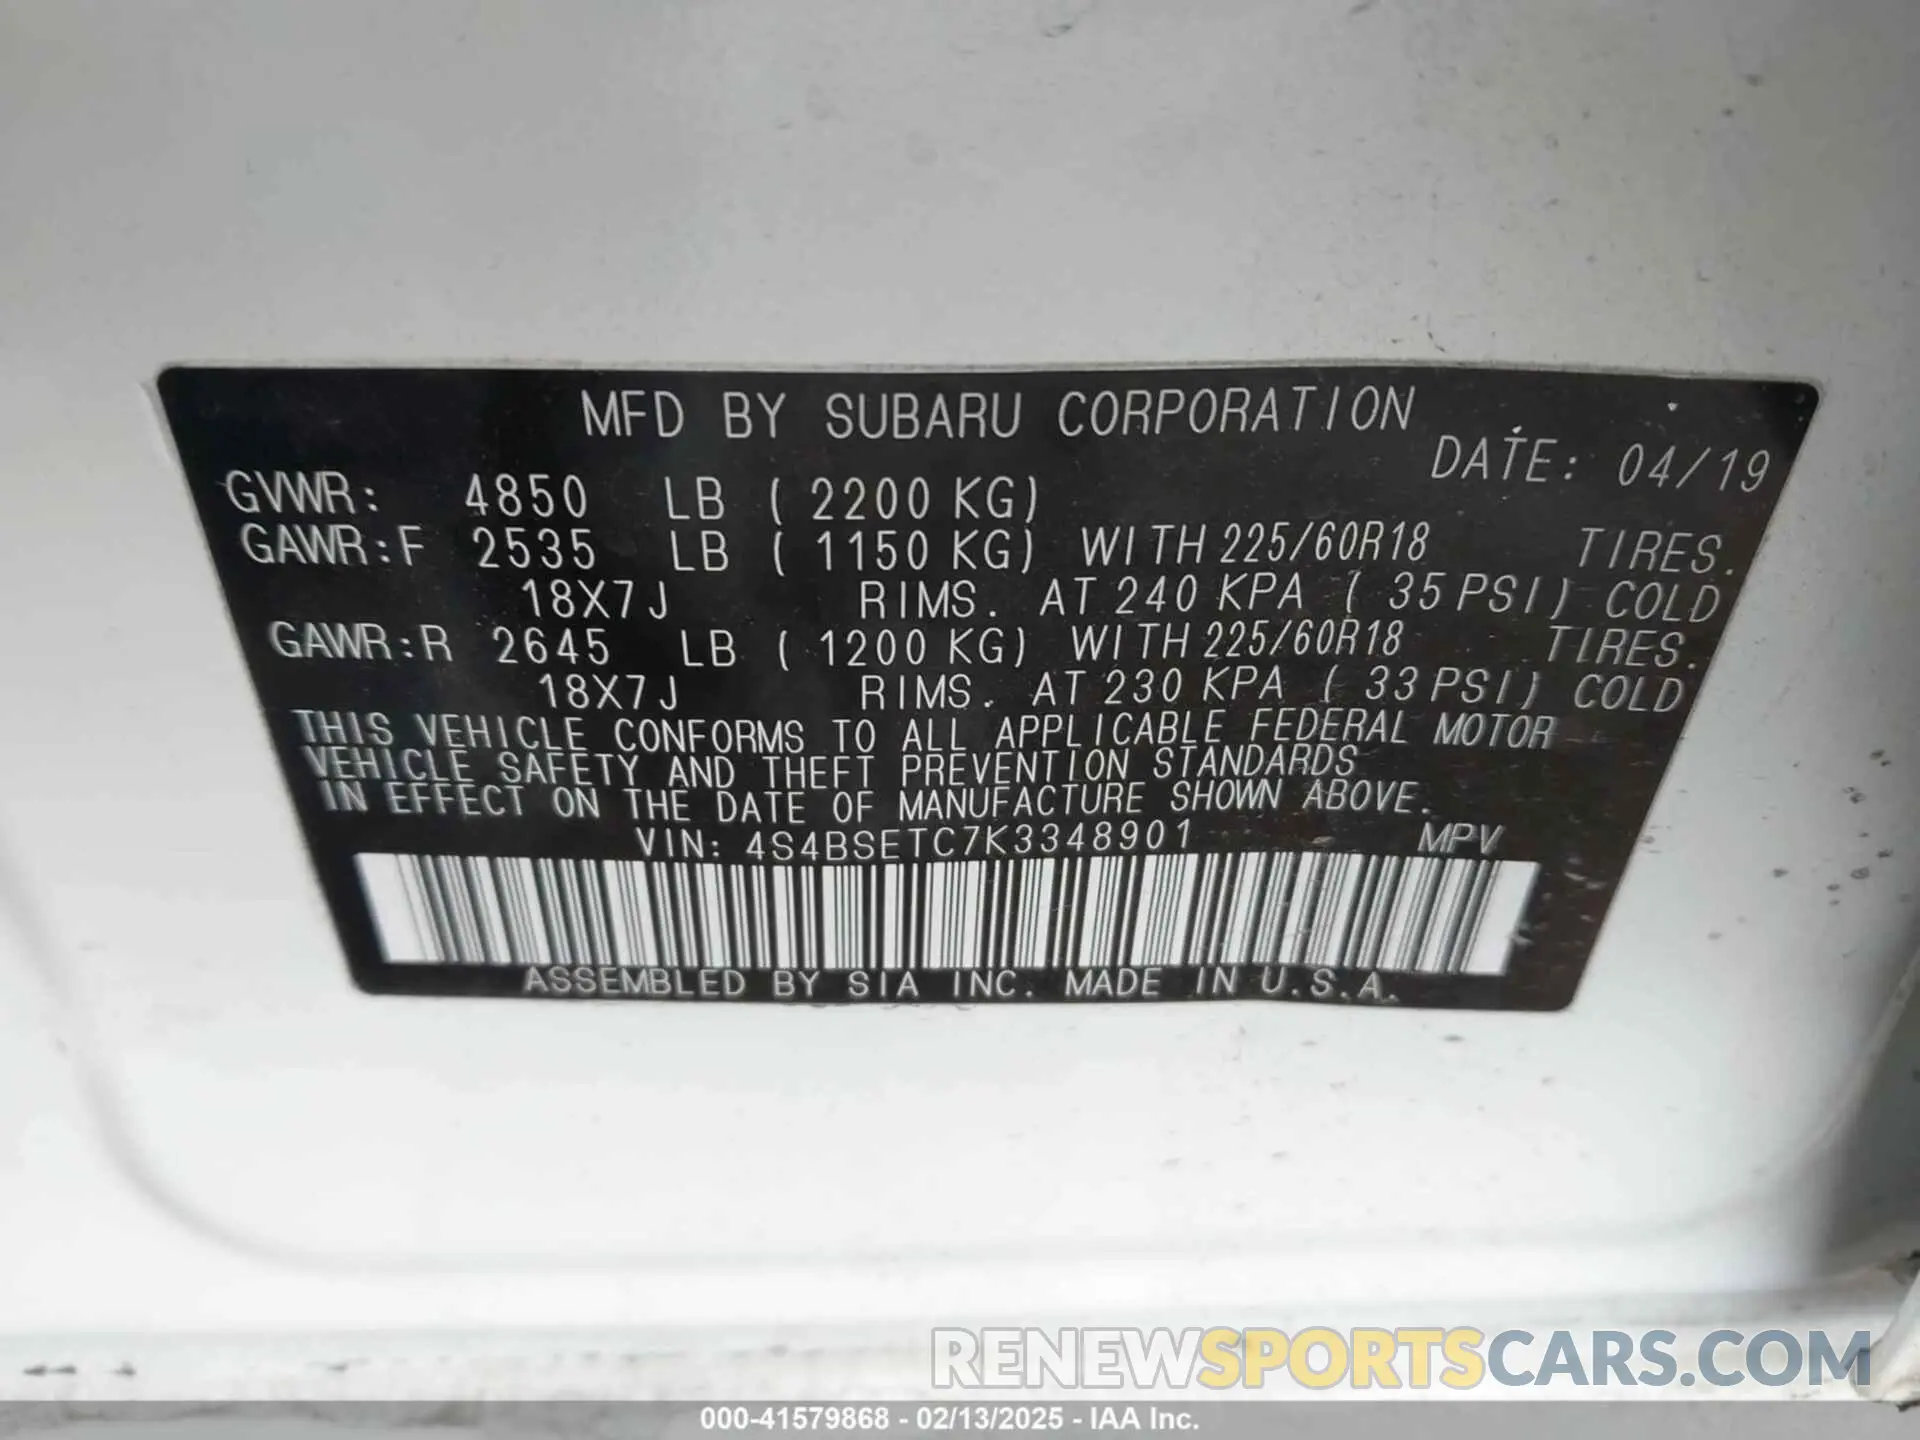 MFD BY SUBARU CORPORATION
DATE: 04/19
GVWR: 4850 LB ( 2200 KG)
GAWR:F 2535 LB ( 1150 KG) WITH 225/60R18 TIRES.
18X7J RIMS. AT 240 KPA ( 35 PSI) COLD
GAWR:R 2645 LB ( 1200 KG) WITH 225/60R18 TIRES.
18X7J RIMS. AT 230 KPA ( 33 PSI) COLD
THIS VEHICLE CONFORMS TO ALL APPLICABLE FEDERAL MOTOR
VEHICLE SAFETY AND THEFT PREVENTION STANDARDS
IN EFFECT ON THE DATE OF MANUFACTURE SHOWN ABOVE.
VIN: 4S4BSETC7K3348901 MPV
ASSEMBLED BY SIA INC. MADE IN U.S.A.
RENEWSPORTSCARS.COM
000-41579868 - 02/13/2025 - IAA Inc.